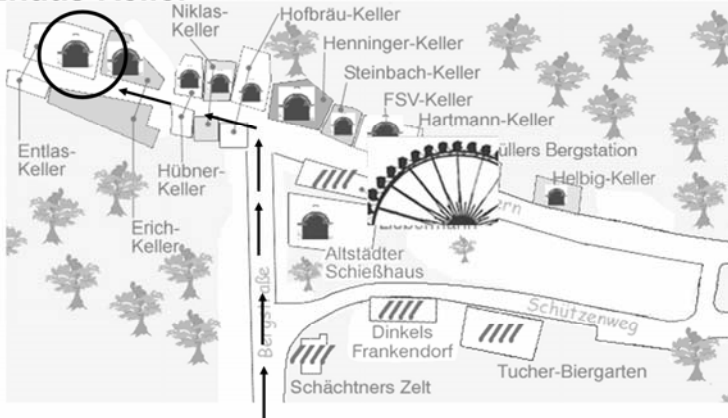 Niklas-
Keller
Hofbräu-Keller
Henninger-Keller
Steinbach-Keller
FSV-Keller
Hartmann-Keller
üllers Bergstation
Helbig-Keller
Entlas-
Keller
Hübner-
Keller
Erich-
Keller
Altstädter
Schießhaus
Bergstraße
Schützenweg
Dinkels
Frankendorf
Tucher-Biergarten
Schächtners Zelt